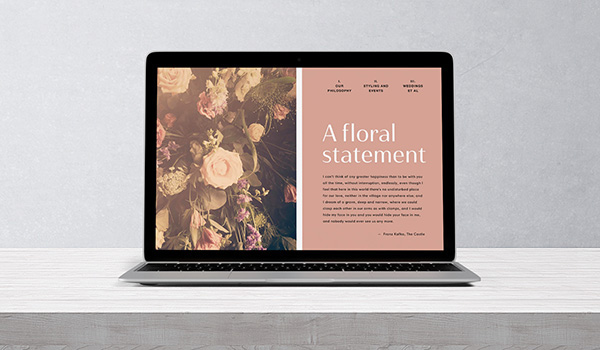 I.
OUR
PHILOSOPHY
II.
STYLING AND
EVENTS
III.
WEDDINGS
ET AL
A floral
statement
I can't think of any greater happiness than to be with you
all the time, without interruption, endlessly, even though I
feel that here in this world there's no undisturbed place
for our love, neither in the village nor anywhere else; and
I dream of a grave, deep and narrow, where we could
clasp each other in our arms as with clamps, and I would
hide my face in you and you would hide your face in me,
and nobody would ever see us any more.
— Franz Kafka, The Castle